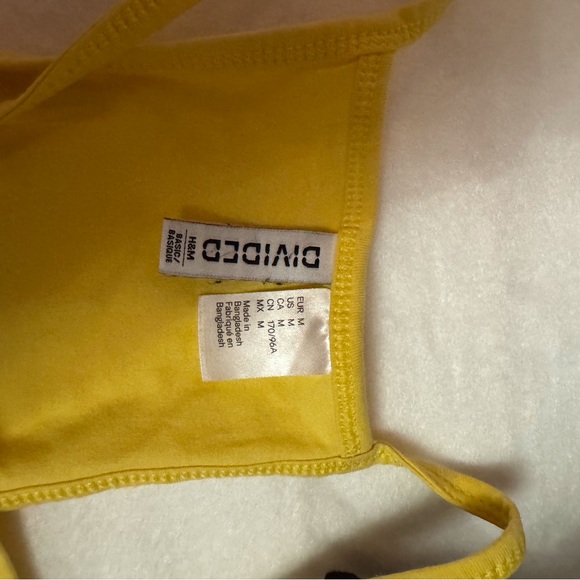 DIVIDED
H&M
BASIC/
BASIQUE
EUR M
US M
CA M
CN 170/96A
MX M
Made in
Bangladesh
Fabriqué en
Bangladesh